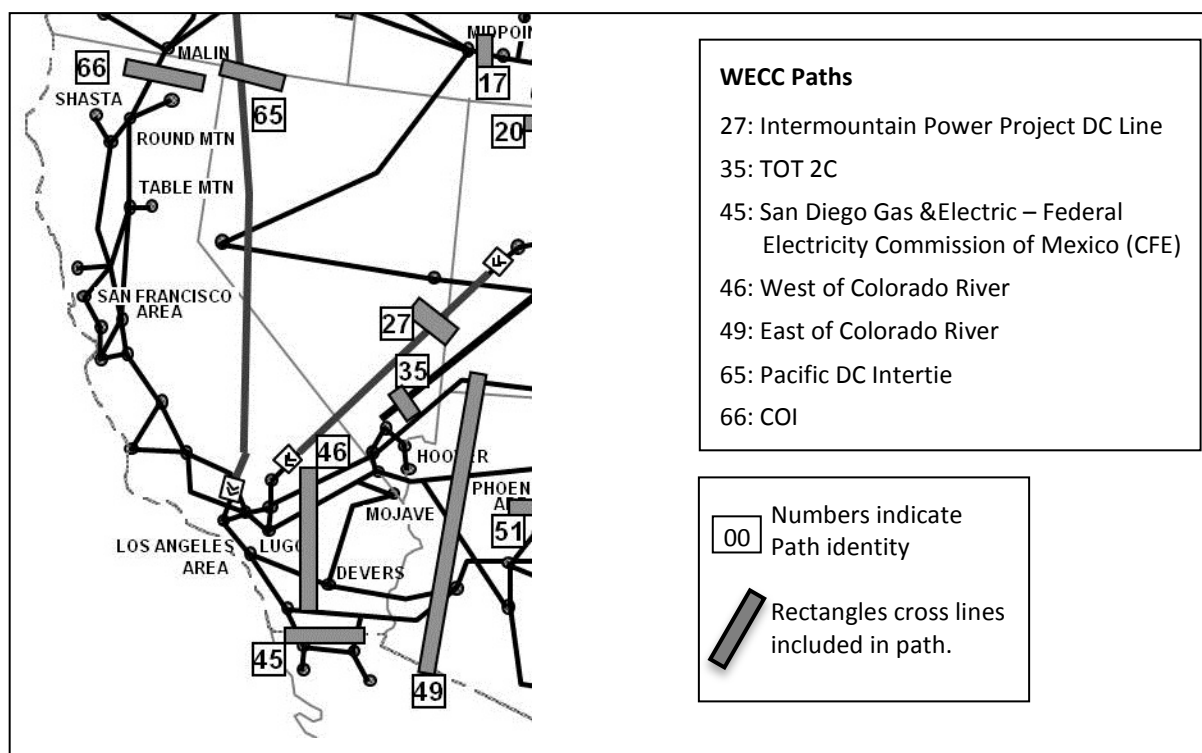 MIDPOIN
MALIN
66
17
SHASTA
65
20
ROUND MTN
TABLE MTN
SAN FRANCISCO
AREA
27
35
46
HOOVER
PHOEN
MOJAVE
51
LOS ANGELES
AREA
LUGO
DEVERS
45
49
WECC Paths
27: Intermountain Power Project DC Line
35: TOT 2C
45: San Diego Gas &Electric – Federal
Electricity Commission of Mexico (CFE)
46: West of Colorado River
49: East of Colorado River
65: Pacific DC Intertie
66: COI
00 Numbers indicate
Path identity
Rectangles cross lines
included in path.